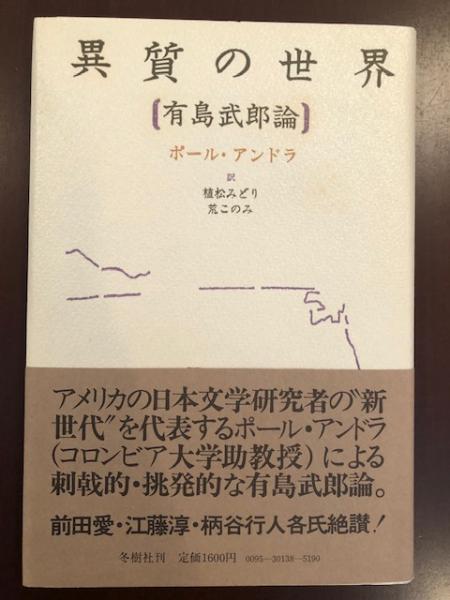 異質の世界
〔有島武郎論〕
ポール・アンドラ
訳
植松みどり
荒このみ
アメリカの日本文学研究者の〝新
世代〟を代表するポール・アンドラ
(コロンビア大学助教授)による
刺戟的・挑発的な有島武郎論。
前田愛・江藤淳・柄谷行人各氏絶讃!
冬樹社刊 定価1600円 0095-30138-5190